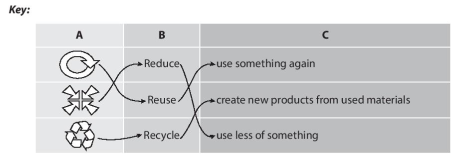 Key:
A B C
Reduce use something again
Reuse create new products from used materials
Recycle use less of something